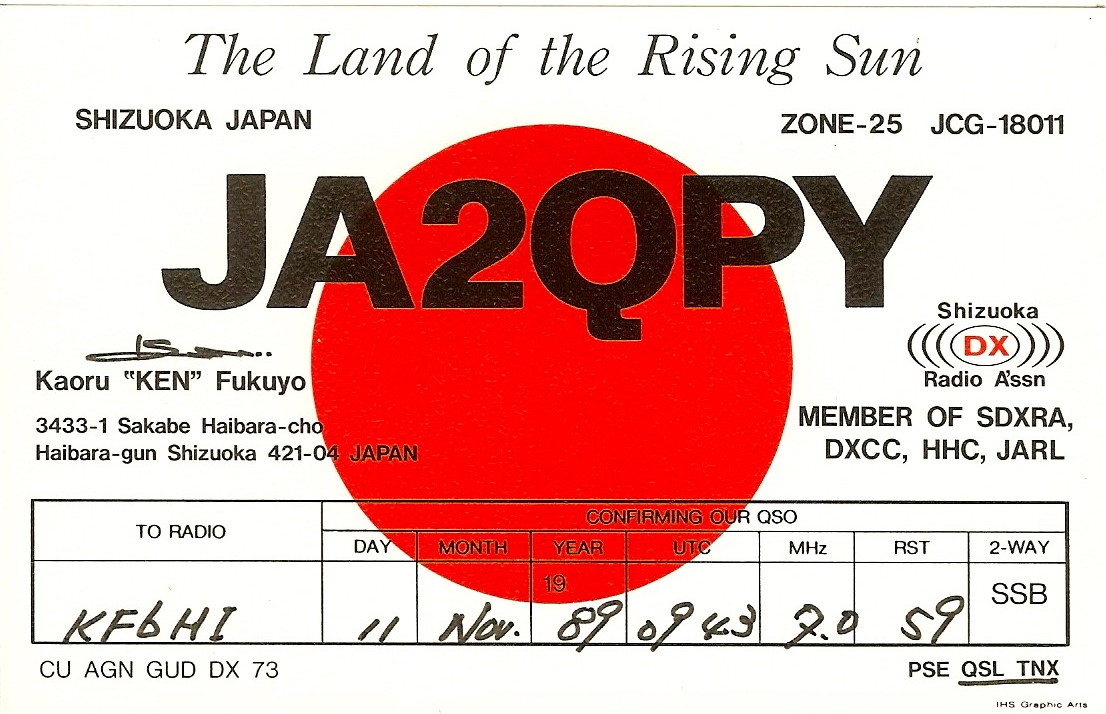 The Land of the Rising Sun
SHIZUOKA JAPAN
ZONE-25 JCG-18011
JA2QPY
Shizuoka
DX
Radio A'ssn
Kaoru "KEN" Fukuyo
3433-1 Sakabe Haibara-cho
Haibara-gun Shizuoka 421-04 JAPAN
MEMBER OF SDXRA,
DXCC, HHC, JARL
TO RADIO
CONFIRMING OUR QSO
DAY MONTH YEAR UTC MHz RST 2-WAY
19
SSB
KF6HI 11 Nov. 89 0943 7.0 59
CU AGN GUD DX 73
PSE QSL TNX
IHS Graphic Arts